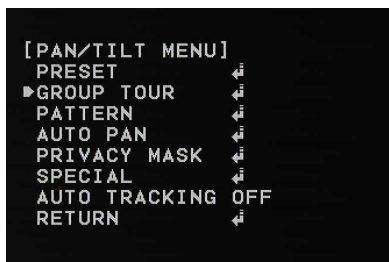 [PAN/TILT MENU]
PRESET ↲
▶GROUP TOUR ↲
PATTERN ↲
AUTO PAN ↲
PRIVACY MASK ↲
SPECIAL ↲
AUTO TRACKING OFF
RETURN ↲